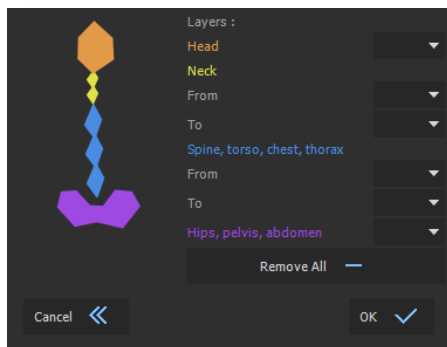 Layers :
Head
Neck
From
To
Spine, torso, chest, thorax
From
To
Hips, pelvis, abdomen
Remove All
Cancel
OK